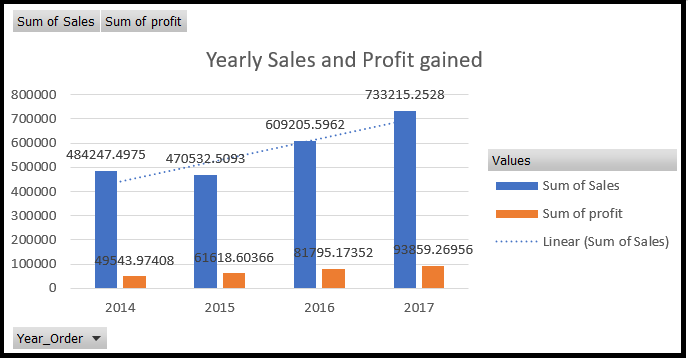 Sum of Sales Sum of profit
Yearly Sales and Profit gained
800000
700000
600000
500000
400000
300000
200000
100000
0
484247.4975
470532.5093
609205.5962
733215.2528
49543.97408
61618.60366
81795.17352
93859.26956
2014 2015 2016 2017
Values
Sum of Sales
Sum of profit
Linear (Sum of Sales)
Year_Order